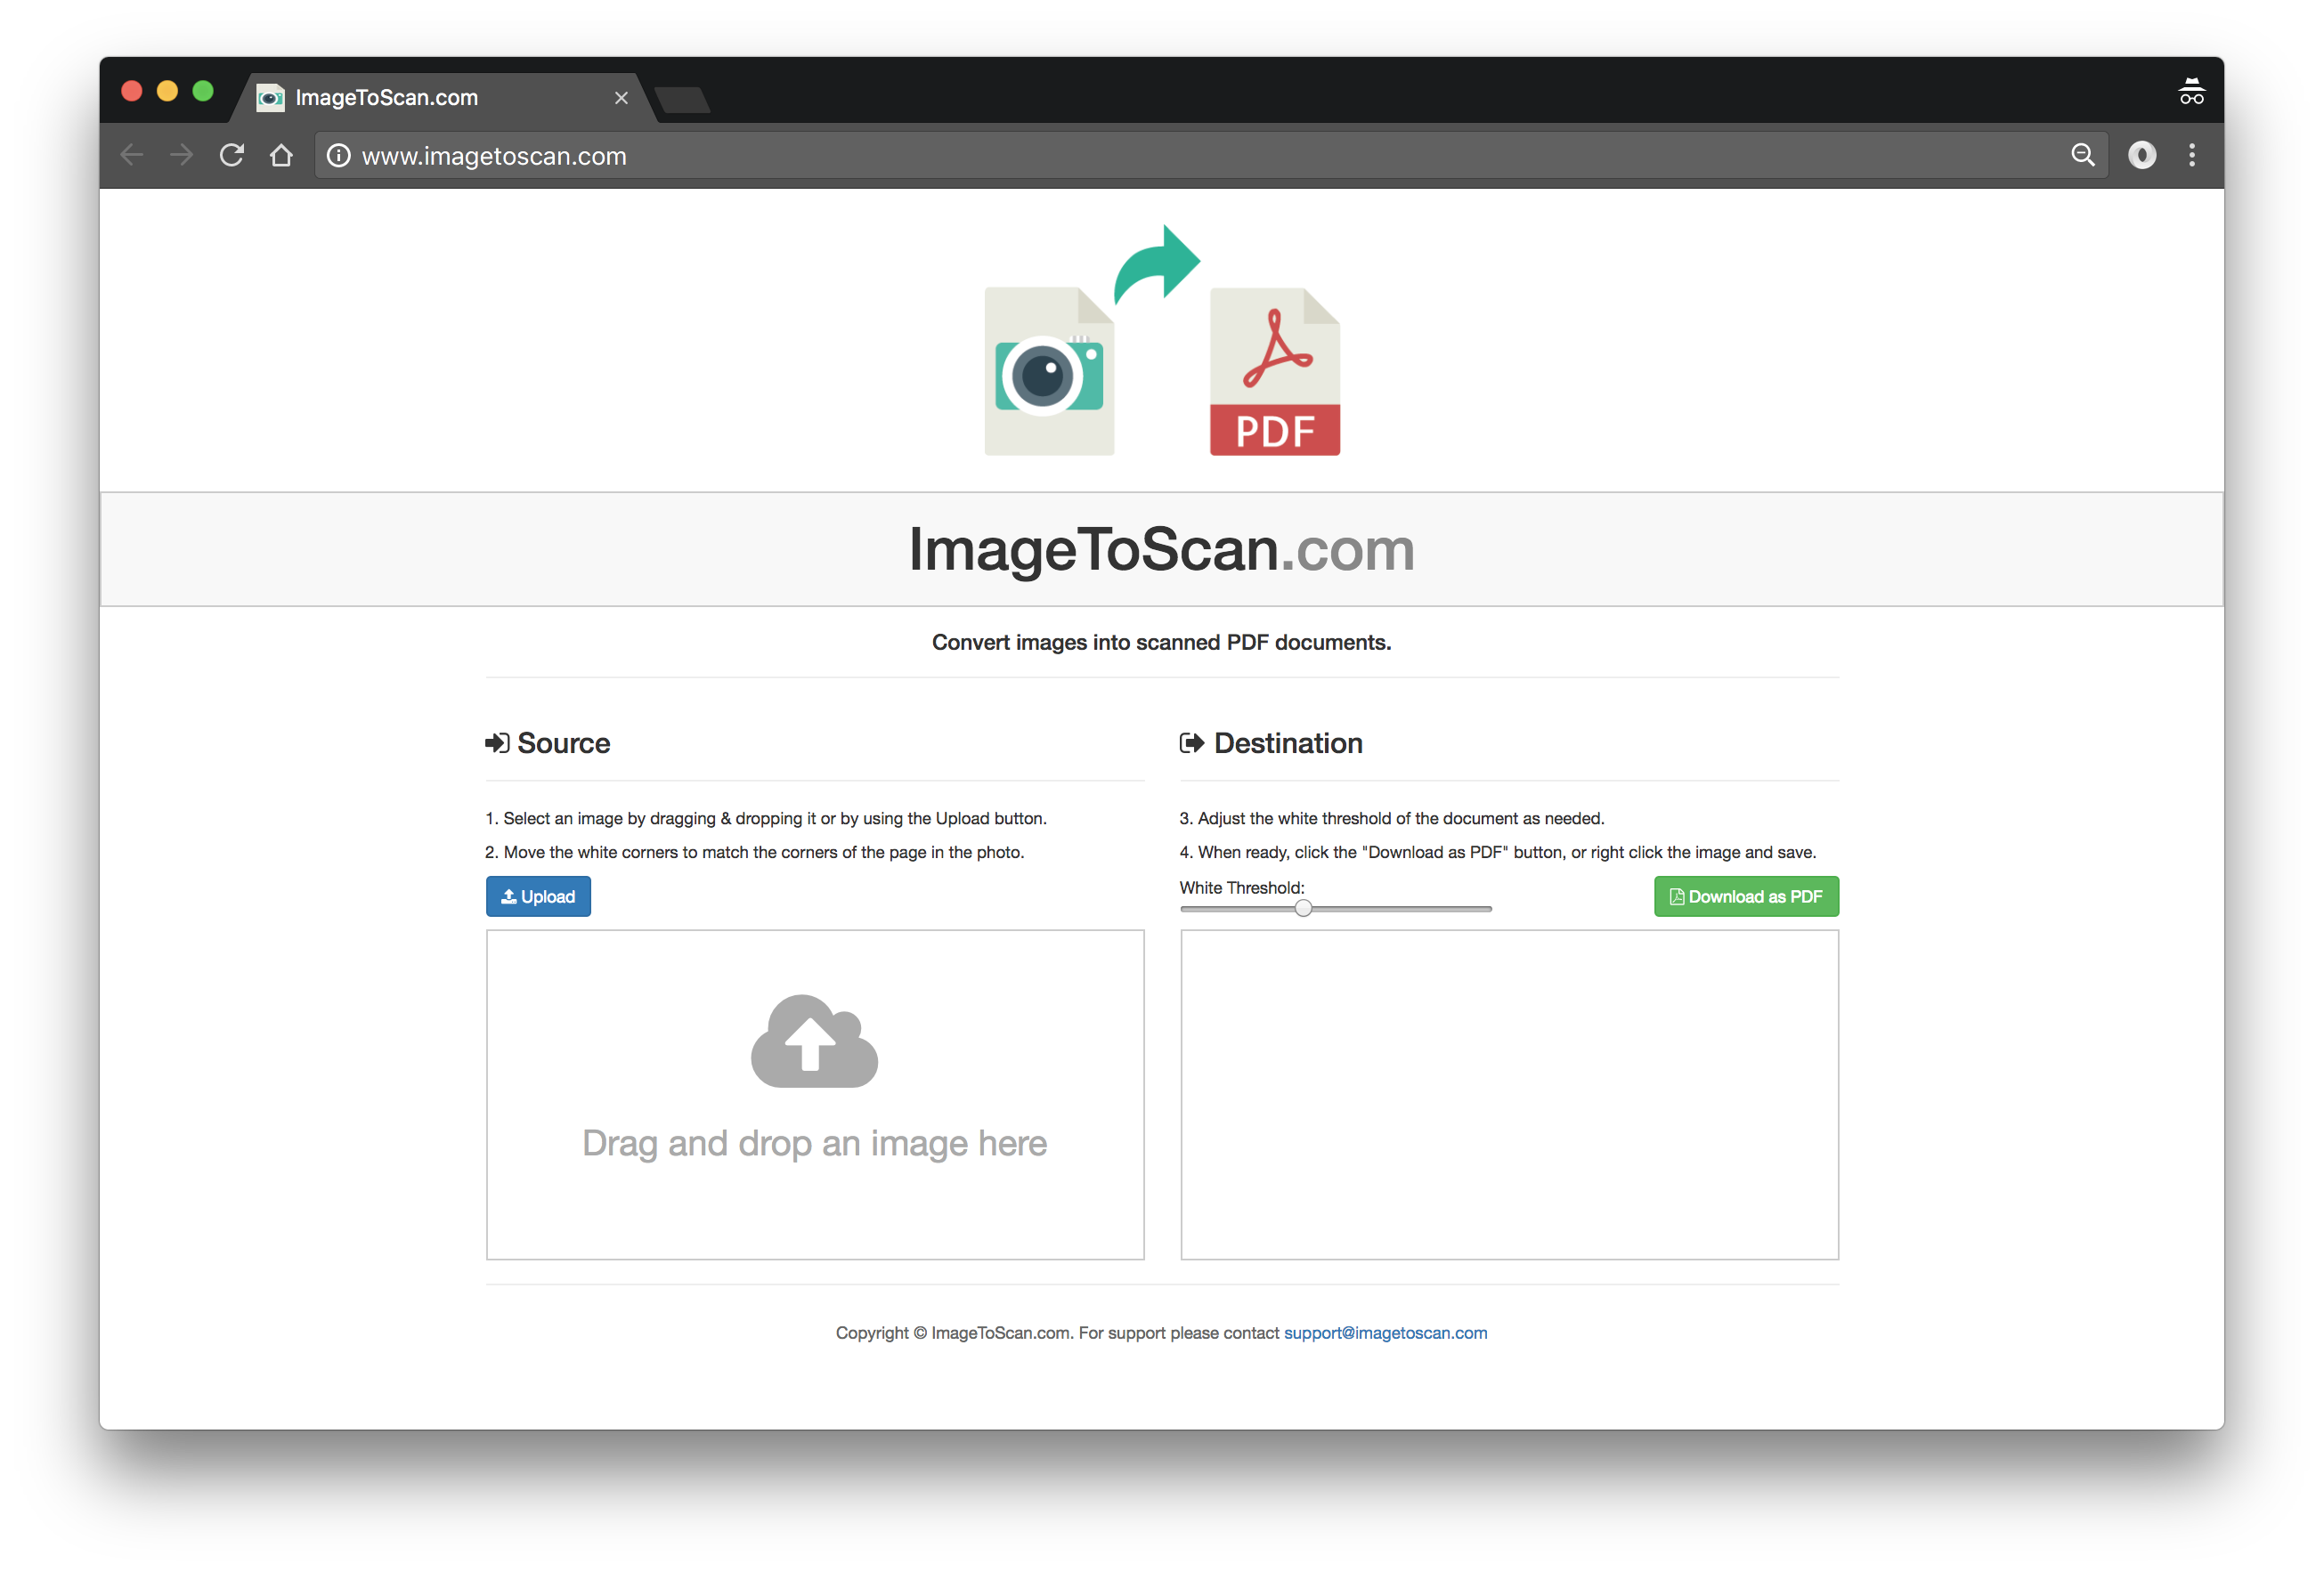 ImageToScan.com
www.imagetoscan.com
PDF
ImageToScan.com
Convert images into scanned PDF documents.
Source
1. Select an image by dragging & dropping it or by using the Upload button.
2. Move the white corners to match the corners of the page in the photo.
Upload
Drag and drop an image here
Destination
3. Adjust the white threshold of the document as needed.
4. When ready, click the "Download as PDF" button, or right click the image and save.
White Threshold:
Download as PDF
Copyright © ImageToScan.com. For support please contact support@imagetoscan.com